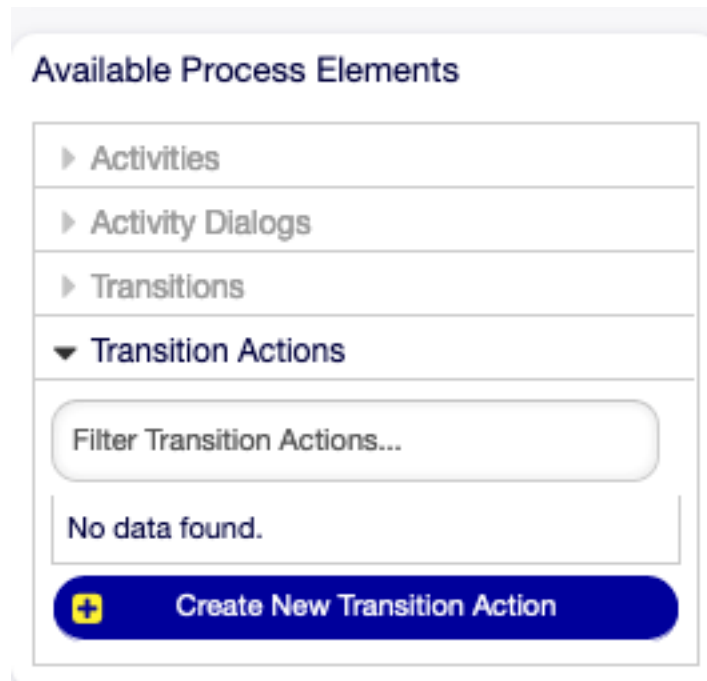 Available Process Elements
Activities
Activity Dialogs
Transitions
Transition Actions
Filter Transition Actions...
No data found.
Create New Transition Action